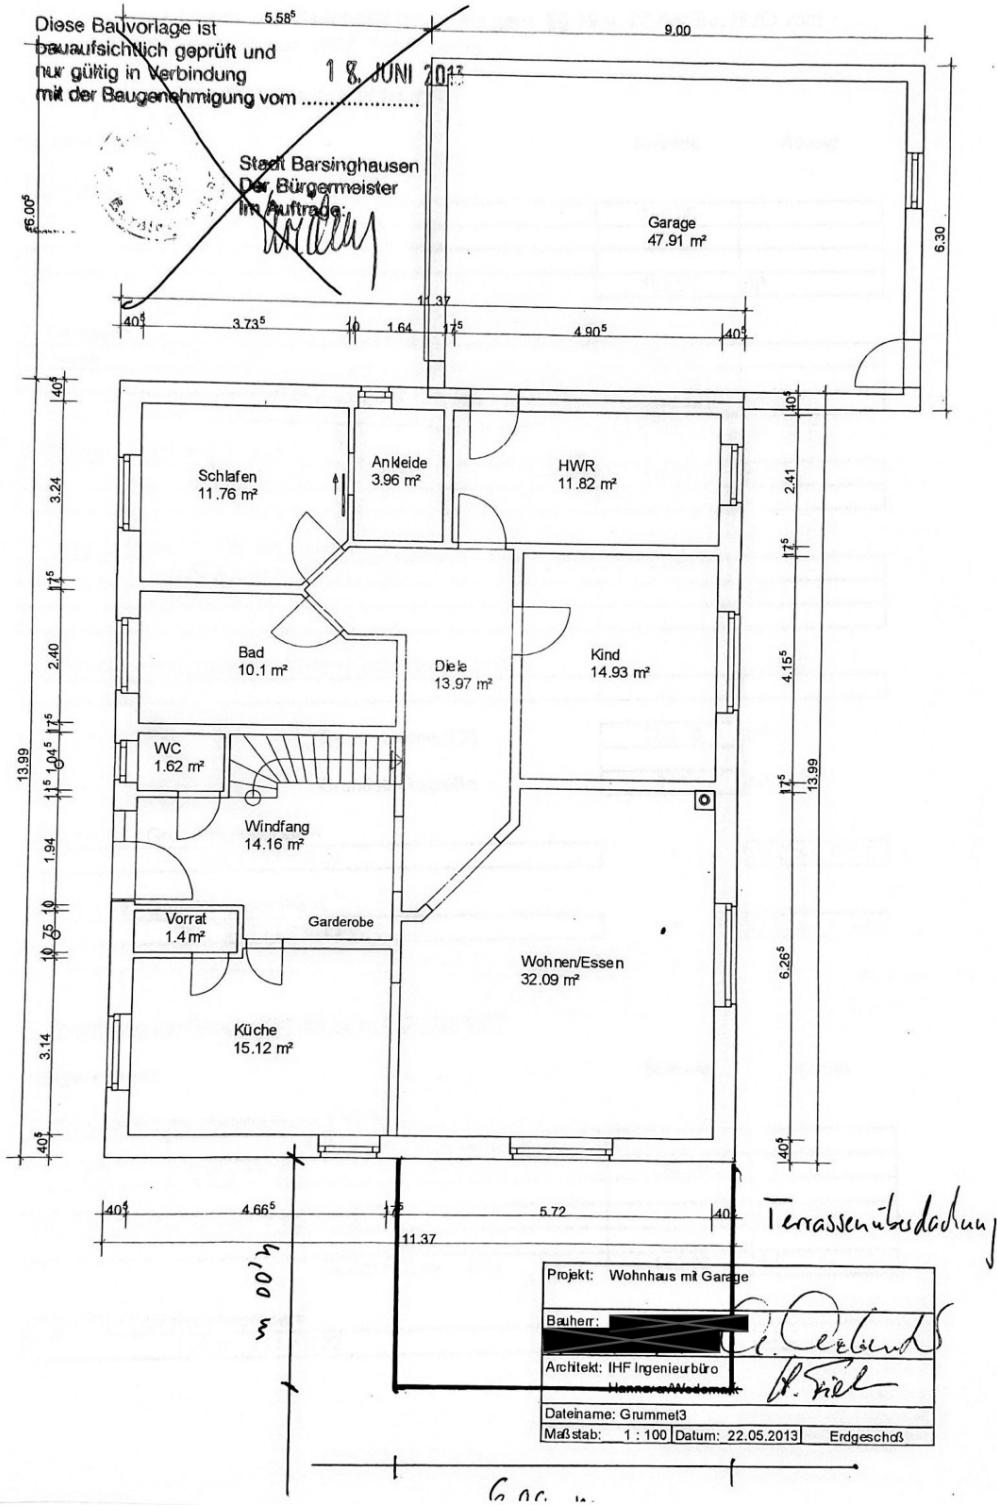 Diese Bauvorlage ist
bauaufsichtlich geprüft und
nur gültig in Verbindung
mit der Baugenehmigung vom ....................
18. JUNI 2013
Stadt Barsinghausen
Der Bürgermeister
Im Auftrage:
5.58⁵
9.00
6.00⁵
6.30
Garage
47.91 m²
11.37
40⁵ 3.73⁵ 10 1.64 17⁵ 4.90⁵ 40⁵
40⁵
3.24
17⁵
2.40
17⁵
1.04⁵
11⁵
1.94
10
75
10
3.14
40⁵
13.99
Schlafen
11.76 m²
Ankleide
3.96 m²
HWR
11.82 m²
Bad
10.1 m²
Diele
13.97 m²
Kind
14.93 m²
WC
1.62 m²
Windfang
14.16 m²
Vorrat
1.4 m²
Garderobe
Wohnen/Essen
32.09 m²
Küche
15.12 m²
40⁵
2.41
17⁵
4.15⁵
17⁵
6.26⁵
40⁵
13.99
40⁵ 4.66⁵ 17⁵ 5.72 40⁵
11.37
4,00 m
Terrassenüberdachung
Projekt: Wohnhaus mit Garage
Bauherr:
Architekt: IHF Ingenieurbüro
Hannover/Wedemark
Dateiname: Grummet3
Maßstab: 1 : 100 Datum: 22.05.2013 Erdgeschoß